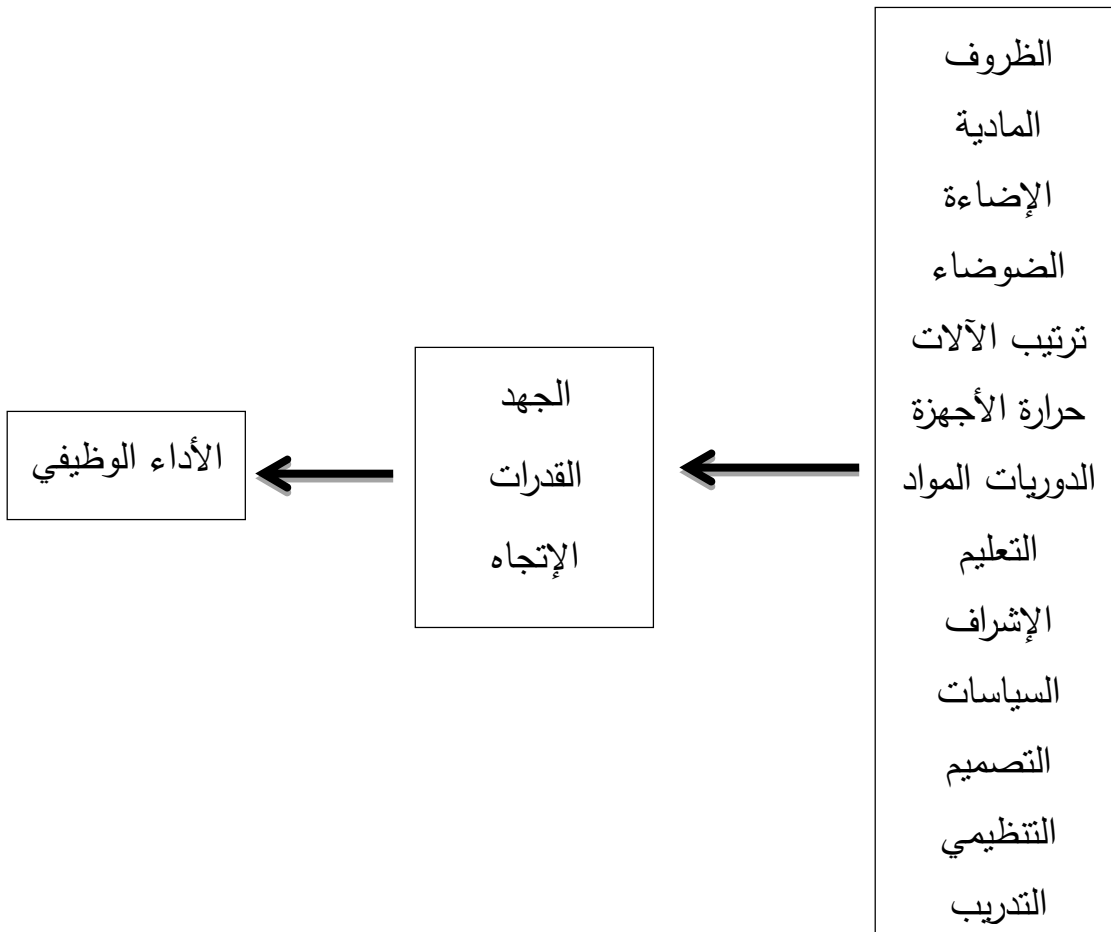 الظروف
المادية
الإضاءة
الضوضاء
ترتيب الآلات
حرارة الأجهزة
الدوريات المواد
التعليم
الإشراف
السياسات
التصميم
التنظيمي
التدريب
الجهد
القدرات
الإتجاه
الأداء الوظيفي